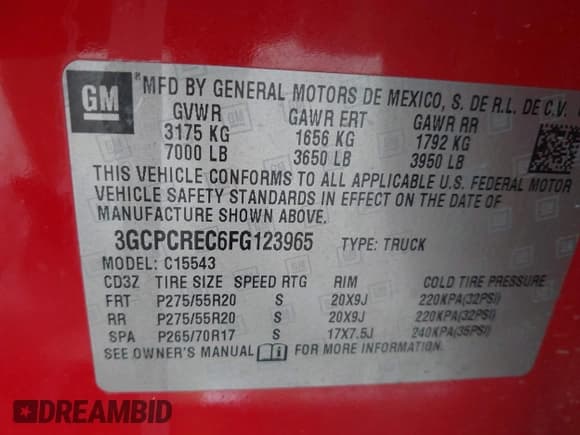 GM
® MFD BY GENERAL MOTORS DE MEXICO, S. DE R.L. DE C.V.
GVWR GAWR FRT GAWR RR
3175 KG 1656 KG 1792 KG
7000 LB 3650 LB 3950 LB
THIS VEHICLE CONFORMS TO ALL APPLICABLE U.S. FEDERAL MOTOR
VEHICLE SAFETY STANDARDS IN EFFECT ON THE DATE OF
MANUFACTURE SHOWN ABOVE.
3GCPCREC6FG123965 TYPE: TRUCK
MODEL: C15543
CD3Z TIRE SIZE SPEED RTG RIM COLD TIRE PRESSURE
FRT P275/55R20 S 20X9J 220KPA(32PSI)
RR P275/55R20 S 20X9J 220KPA(32PSI)
SPA P265/70R17 S 17X7.5J 240KPA(35PSI)
SEE OWNER'S MANUAL i FOR MORE INFORMATION.
DREAMBID